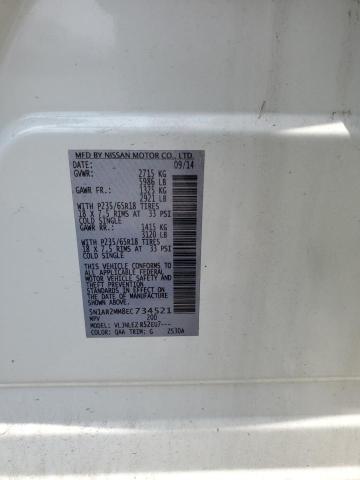 MFD BY NISSAN MOTOR CO., LTD.
DATE: 09/14
GVWR: 2715 KG
5986 LB
GAWR FR: 1325 KG
2921 LB
WITH P235/65R18 TIRES
18 X 7.5 RIMS AT 33 PSI
COLD SINGLE
GAWR RR: 1415 KG
3120 LB
WITH P235/65R18 TIRES
18 X 7.5 RIMS AT 33 PSI
COLD SINGLE
THIS VEHICLE CONFORMS TO
ALL APPLICABLE FEDERAL
MOTOR VEHICLE SAFETY AND
THEFT PREVENTION
STANDARDS IN EFFECT ON THE
DATE OF MANUFACTURE
SHOWN ABOVE.
5N1AR2MM8EC734521
MPV 200
MODEL: VLJNLEZ R52EU7---
COLOR: QAA TRIM: G Z530A